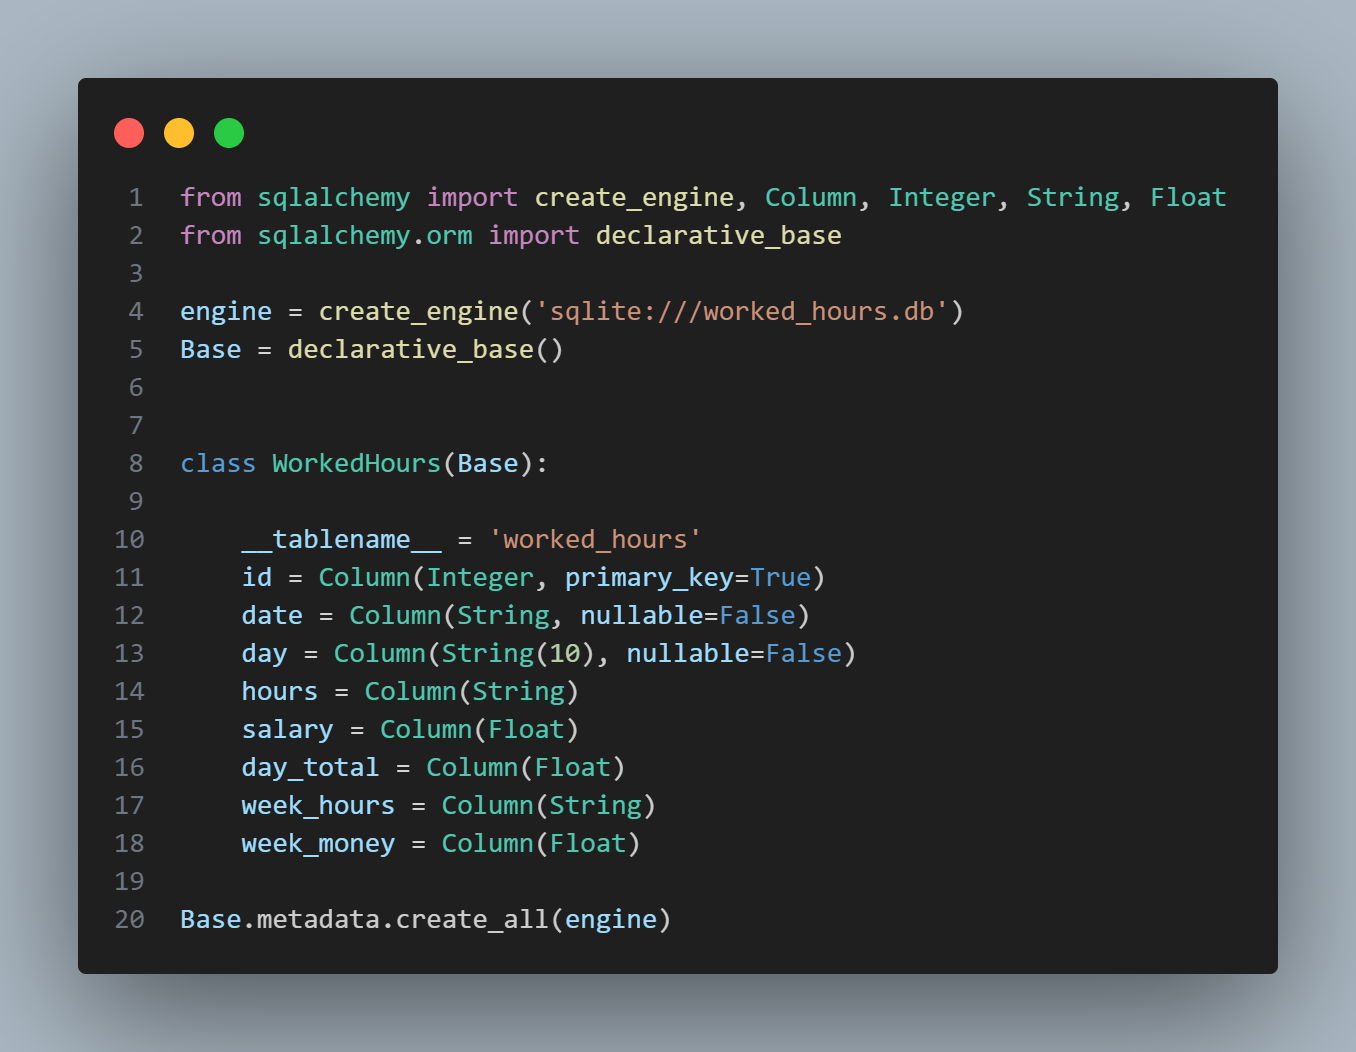 1 from sqlalchemy import create_engine, Column, Integer, String, Float
2 from sqlalchemy.orm import declarative_base
3
4 engine = create_engine('sqlite:///worked_hours.db')
5 Base = declarative_base()
6
7
8 class WorkedHours(Base):
9
10     __tablename__ = 'worked_hours'
11     id = Column(Integer, primary_key=True)
12     date = Column(String, nullable=False)
13     day = Column(String(10), nullable=False)
14     hours = Column(String)
15     salary = Column(Float)
16     day_total = Column(Float)
17     week_hours = Column(String)
18     week_money = Column(Float)
19
20 Base.metadata.create_all(engine)